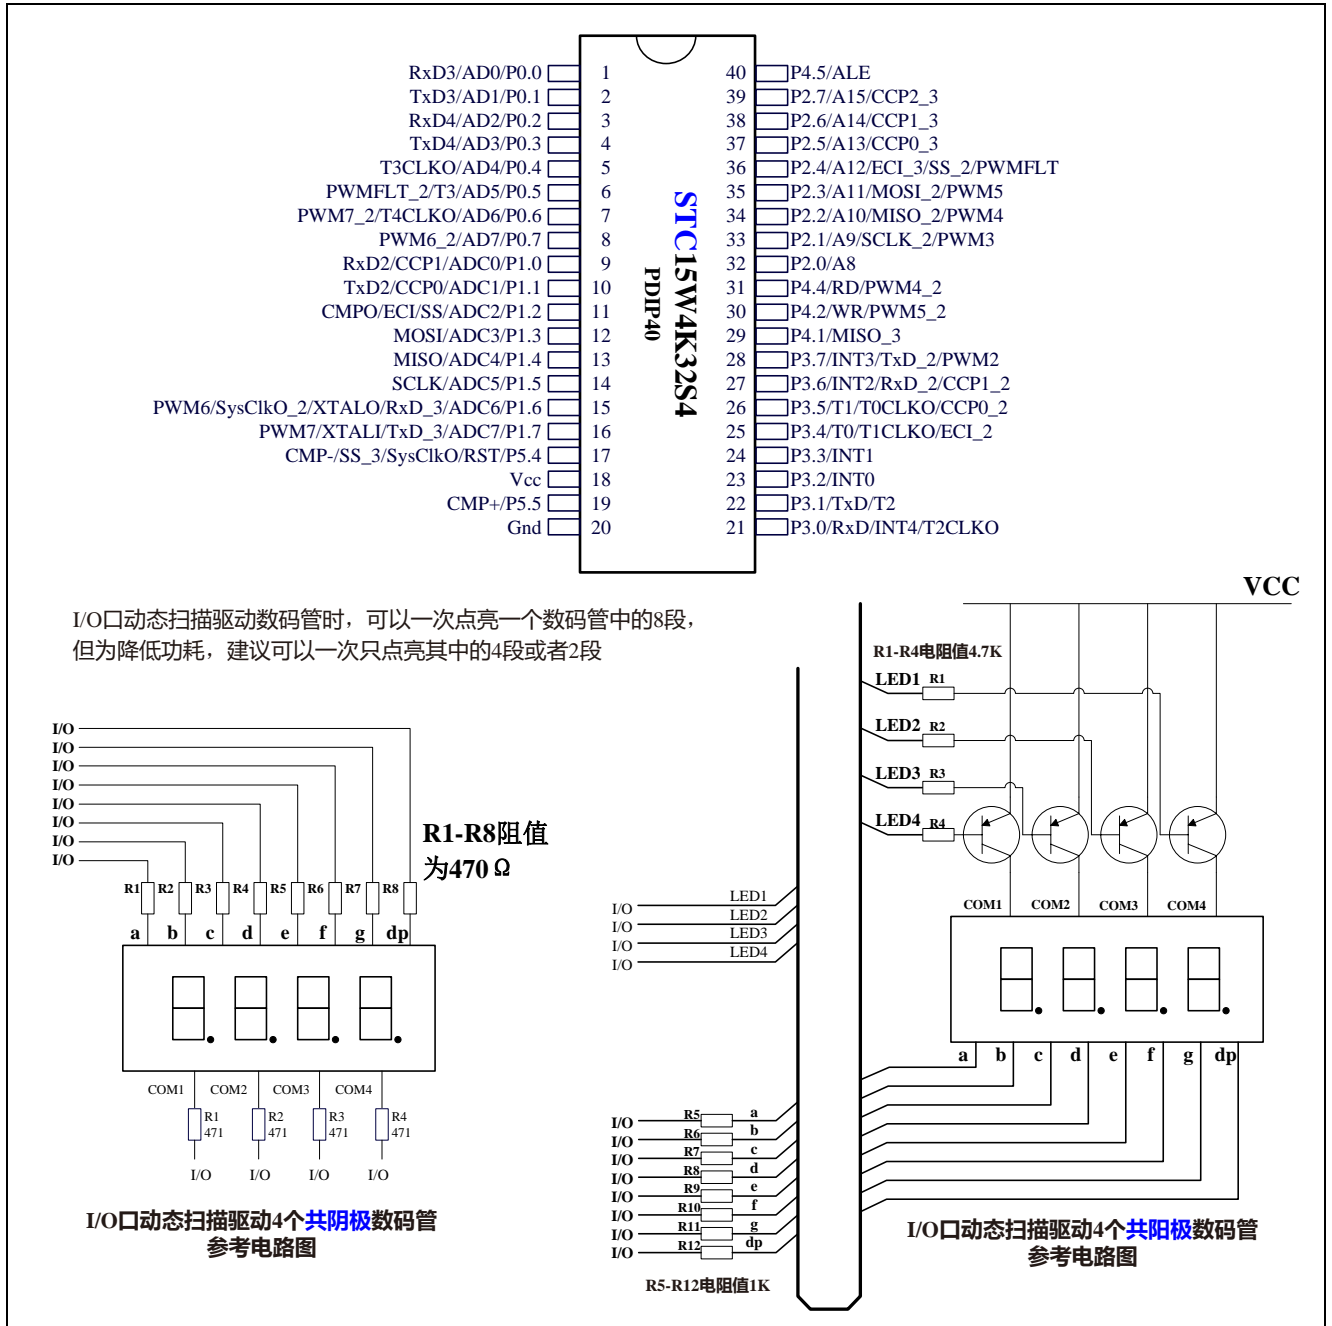 RxD3/AD0/P0.0 1 40 P4.5/ALE
TxD3/AD1/P0.1 2 39 P2.7/A15/CCP2_3
RxD4/AD2/P0.2 3 38 P2.6/A14/CCP1_3
TxD4/AD3/P0.3 4 37 P2.5/A13/CCP0_3
T3CLKO/AD4/P0.4 5 36 P2.4/A12/ECI_3/SS_2/PWMFLT
PWMFLT_2/T3/AD5/P0.5 6 35 P2.3/A11/MOSI_2/PWM5
PWM7_2/T4CLKO/AD6/P0.6 7 34 P2.2/A10/MISO_2/PWM4
PWM6_2/AD7/P0.7 8 33 P2.1/A9/SCLK_2/PWM3
RxD2/CCP1/ADC0/P1.0 9 32 P2.0/A8
TxD2/CCP0/ADC1/P1.1 10 31 P4.4/RD/PWM4_2
CMPO/ECI/SS/ADC2/P1.2 11 30 P4.2/WR/PWM5_2
MOSI/ADC3/P1.3 12 29 P4.1/MISO_3
MISO/ADC4/P1.4 13 28 P3.7/INT3/TxD_2/PWM2
SCLK/ADC5/P1.5 14 27 P3.6/INT2/RxD_2/CCP1_2
PWM6/SysClkO_2/XTALO/RxD_3/ADC6/P1.6 15 26 P3.5/T1/T0CLKO/CCP0_2
PWM7/XTALI/TxD_3/ADC7/P1.7 16 25 P3.4/T0/T1CLKO/ECI_2
CMP-/SS_3/SysClkO/RST/P5.4 17 24 P3.3/INT1
Vcc 18 23 P3.2/INT0
CMP+/P5.5 19 22 P3.1/TxD/T2
Gnd 20 21 P3.0/RxD/INT4/T2CLKO
STC15W4K32S4
PDIP40
I/O口动态扫描驱动数码管时，可以一次点亮一个数码管中的8段，
但为降低功耗，建议可以一次只点亮其中的4段或者2段
I/O
I/O
I/O
I/O
I/O
I/O
I/O
I/O
R1-R8阻值
为470Ω
R1 R2 R3 R4 R5 R6 R7 R8
a b c d e f g dp
COM1 COM2 COM3 COM4
R1 R2 R3 R4
471 471 471 471
I/O I/O I/O I/O
I/O口动态扫描驱动4个共阴极数码管
参考电路图
VCC
R1-R4电阻值4.7K
LED1 R1
LED2 R2
LED3 R3
LED4 R4
COM1 COM2 COM3 COM4
a b c d e f g dp
I/O LED1
I/O LED2
I/O LED3
I/O LED4
I/O R5 a
I/O R6 b
I/O R7 c
I/O R8 d
I/O R9 e
I/O R10 f
I/O R11 g
I/O R12 dp
R5-R12电阻值1K
I/O口动态扫描驱动4个共阳极数码管
参考电路图